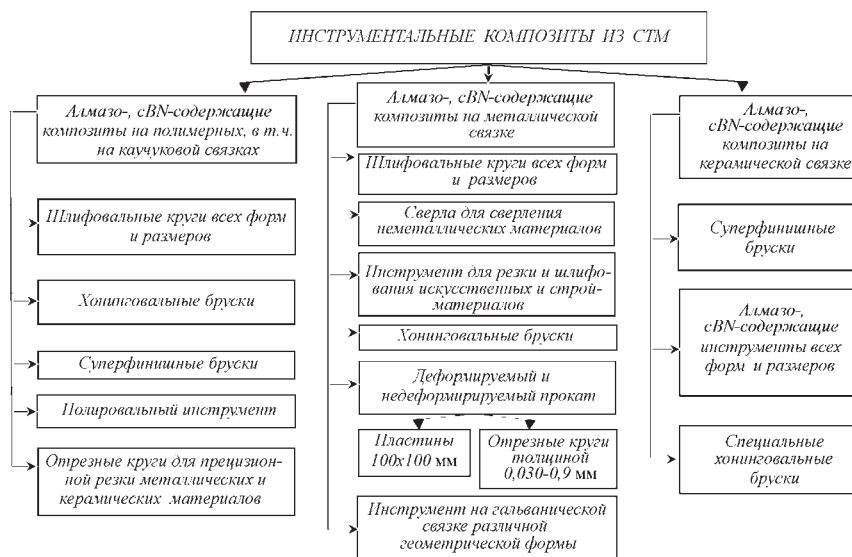 ИНСТРУМЕНТАЛЬНЫЕ КОМПОЗИТЫ ИЗ СТМ
Алмазо-, cBN-содержащие
композиты на полимерных, в т.ч.
на каучуковой связках
Шлифовальные круги всех форм
и размеров
Хонинговальные бруски
Суперфинишные бруски
Полировальный инструмент
Отрезные круги для прецизион-
ной резки металлических и
керамических материалов
Алмазо-, cBN-содержащие
композиты на металлической
связке
Шлифовальные круги всех форм
и размеров
Сверла для сверления
неметаллических материалов
Инструмент для резки и шлифо-
вания искусственных и строй-
материалов
Хонинговальные бруски
Деформируемый и
недеформрируемый прокат
Пластины
100х100 мм
Отрезные круги
толщиной
0,030-0,9 мм
Инструмент на гальванической
связке различной
геометрической формы
Алмазо-,
cBN-содержащие
композиты на
керамической связке
Суперфинишные
бруски
Алмазо-,
cBN-содержащие
инструменты всех
форм и размеров
Специальные
хонинговальные
бруски